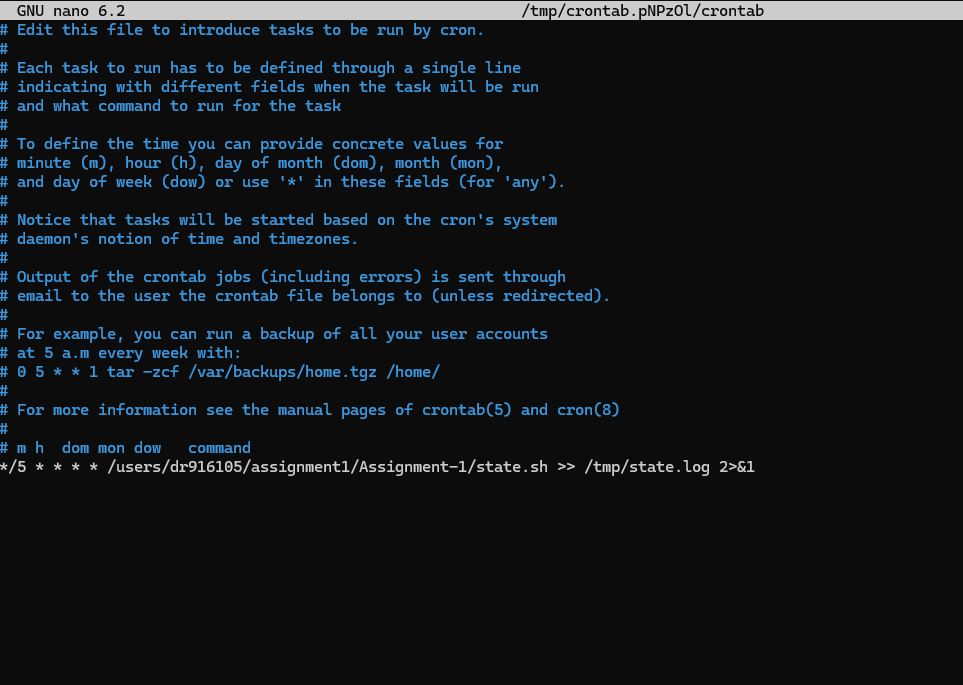 GNU nano 6.2 /tmp/crontab.pNPzOl/crontab
# Edit this file to introduce tasks to be run by cron.
#
# Each task to run has to be defined through a single line
# indicating with different fields when the task will be run
# and what command to run for the task
#
# To define the time you can provide concrete values for
# minute (m), hour (h), day of month (dom), month (mon),
# and day of week (dow) or use '*' in these fields (for 'any').
#
# Notice that tasks will be started based on the cron's system
# daemon's notion of time and timezones.
#
# Output of the crontab jobs (including errors) is sent through
# email to the user the crontab file belongs to (unless redirected).
#
# For example, you can run a backup of all your user accounts
# at 5 a.m every week with:
# 0 5 * * 1 tar -zcf /var/backups/home.tgz /home/
#
# For more information see the manual pages of crontab(5) and cron(8)
#
# m h  dom mon dow   command
*/5 * * * * /users/dr916105/assignment1/Assignment-1/state.sh >> /tmp/state.log 2>&1